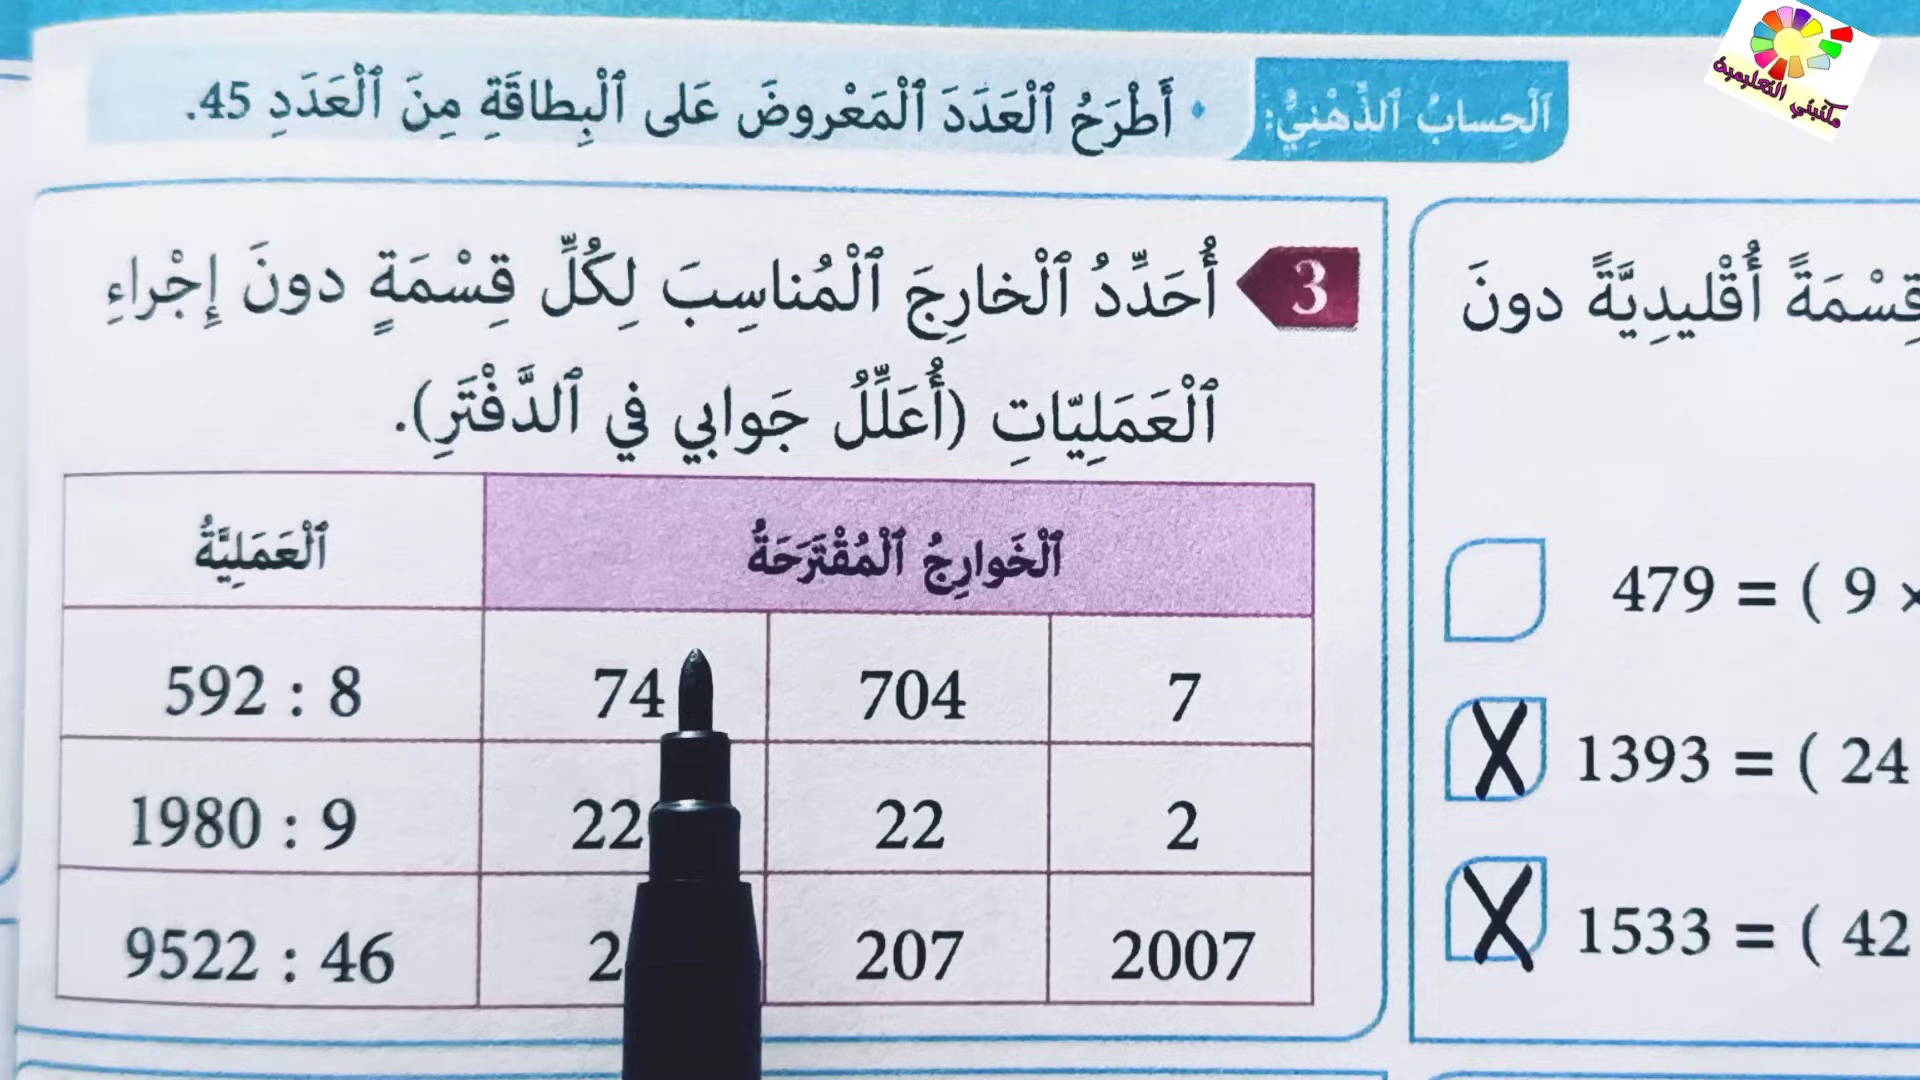 مكتبتي التعليمية
اَلْحِسابُ ٱلذِّهْنِيُّ: • أَطْرَحُ ٱلْعَدَدَ ٱلْمَعْروضَ عَلى ٱلْبِطاقَةِ مِنَ ٱلْعَدَدِ 45.
قِسْمَةً أُقْليدِيَّةً دونَ
479 = ( 9 ×
1393 = ( 24
1533 = ( 42
3 أُحَدِّدُ ٱلْخارِجَ ٱلْمُناسِبَ لِكُلِّ قِسْمَةٍ دونَ إِجْراءِ
ٱلْعَمَلِيّاتِ (أُعَلِّلُ جَوابي في ٱلدَّفْتَرِ).
ٱلْخَوارِجُ ٱلْمُقْتَرَحَةُ ٱلْعَمَلِيَّةُ
592 : 8 74 704 7
1980 : 9 22 2
9522 : 46 207 2007